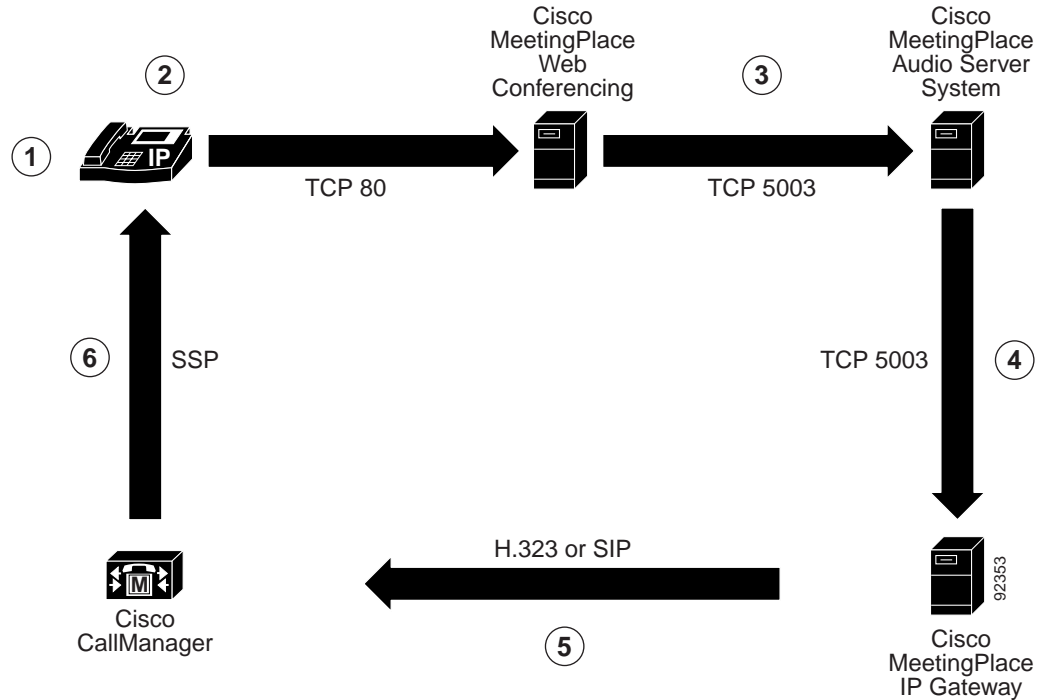 Cisco
MeetingPlace
Web
Conferencing
Cisco
MeetingPlace
Audio Server
System
2
3
1
IP
TCP 80
TCP 5003
6
SSP
TCP 5003
4
H.323 or SIP
M
Cisco
CallManager
5
92353
Cisco
MeetingPlace
IP Gateway